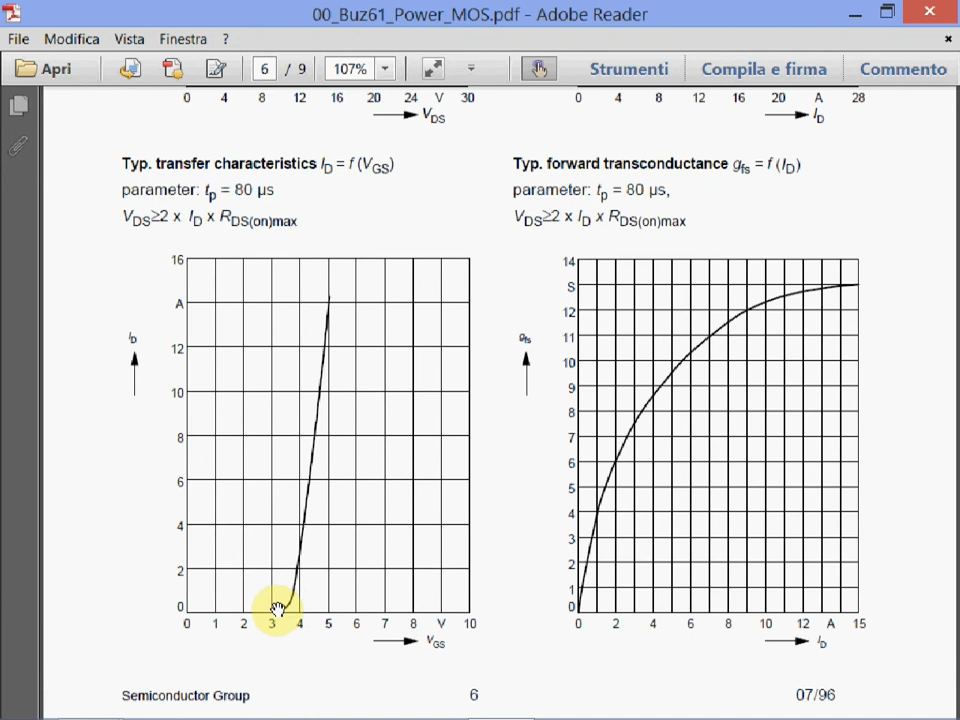 00_Buz61_Power_MOS.pdf - Adobe Reader
File Modifica Vista Finestra ?
Apri 6 / 9 107% Strumenti Compila e firma Commento
0 4 8 12 16 20 24 V 30
VDS
0 4 8 12 16 20 A 28
ID
Typ. transfer characteristics ID = f (VGS)
parameter: tp = 80 µs
VDS≥2 x ID x RDS(on)max
16
A
12
10
8
6
4
2
0
ID
0 1 2 3 4 5 6 7 8 V 10
VGS
Typ. forward transconductance gfs = f (ID)
parameter: tp = 80 µs,
VDS≥2 x ID x RDS(on)max
14
S
12
11
10
9
8
7
6
5
4
3
2
1
0
gfs
0 2 4 6 8 10 12 A 15
ID
Semiconductor Group 6 07/96